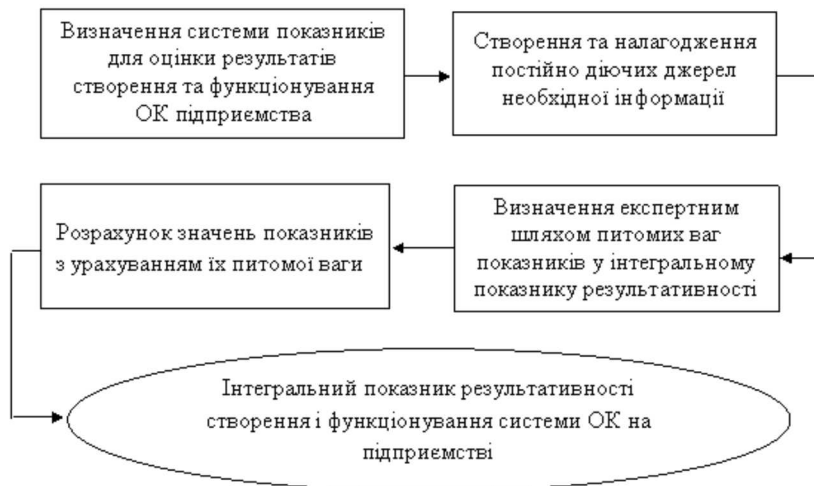 Визначення системи показників
для оцінки результатів
створення та функціонування
ОК підприємства
Створення та налагодження
постійно діючих джерел
необхідної інформації
Визначення експертним
шляхом питомих ваг
показників у інтегральному
показнику результативності
Розрахунок значень показників
з урахуванням їх питомої ваги
Інтегральний показник результативності
створення і функціонування системи ОК на
підприємстві